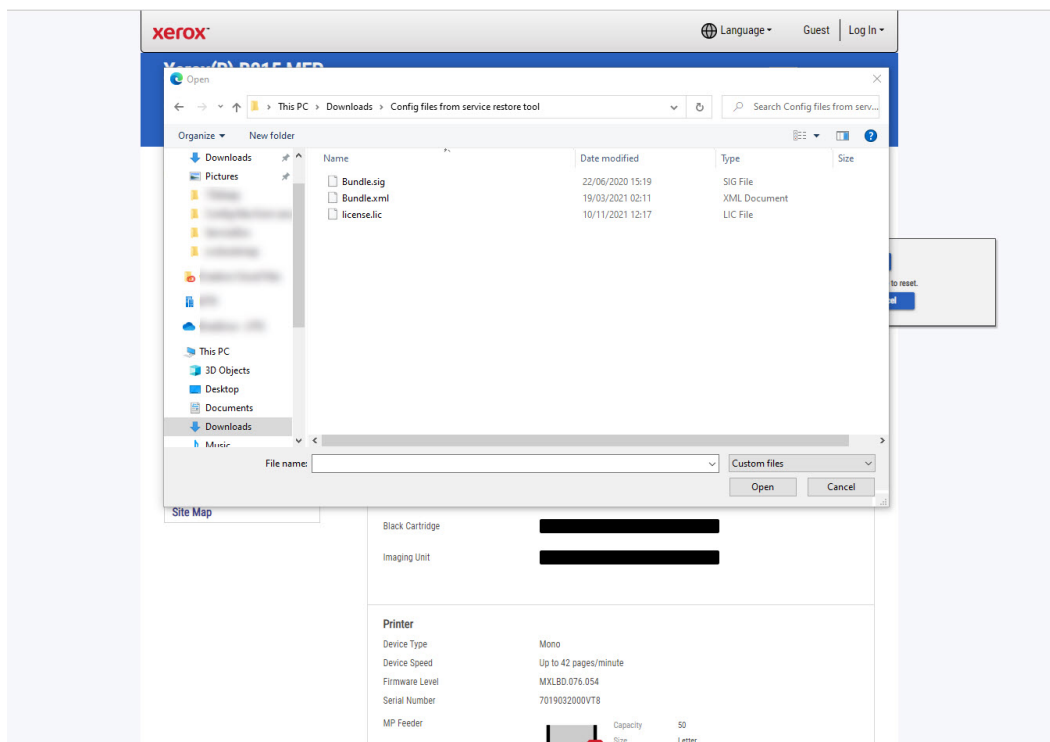 xerox™
Language
Guest
Log In
Open
This PC > Downloads > Config files from service restore tool
Search Config files from serv...
Organize
New folder
Name
Date modified
Type
Size
Downloads
Pictures
Bundle.sig 22/06/2020 15:19 SIG File
Bundle.xml 19/03/2021 02:11 XML Document
license.lic 10/11/2021 12:17 LIC File
to reset.
This PC
3D Objects
Desktop
Documents
Downloads
Music
File name:
Custom files
Open
Cancel
Site Map
Black Cartridge
Imaging Unit
Printer
Device Type Mono
Device Speed Up to 42 pages/minute
Firmware Level MXLBD.076.054
Serial Number 7019032000VT8
MP Feeder
Capacity 50
Size Letter